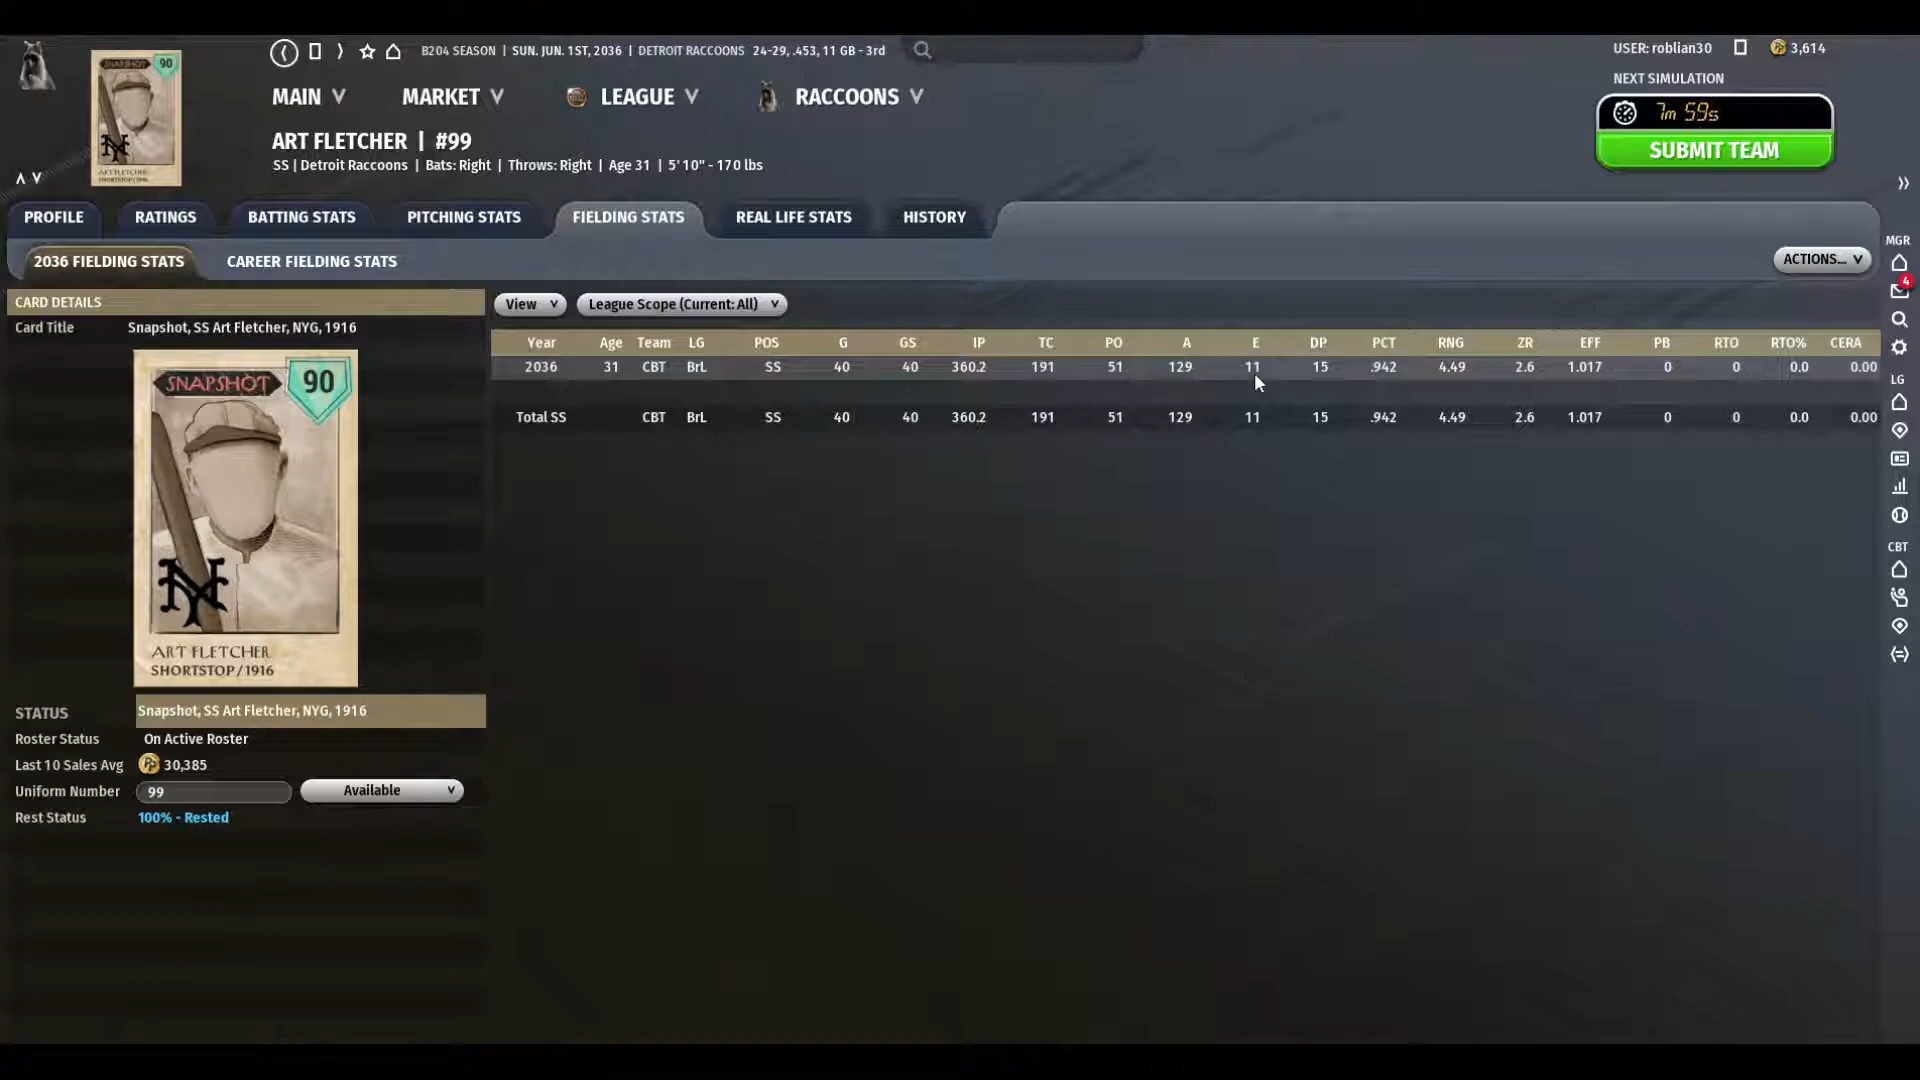 B204 SEASON | SUN. JUN. 1ST, 2036 | DETROIT RACCOONS 24-29, .453, 11 GB - 3rd
USER: roblian30 3,614
NEXT SIMULATION
7m 59s
SUBMIT TEAM
MAIN MARKET LEAGUE RACCOONS
SNAPSHOT 90
ART FLETCHER
SHORTSTOP/1916
ART FLETCHER | #99
SS | Detroit Raccoons | Bats: Right | Throws: Right | Age 31 | 5' 10" - 170 lbs
PROFILE RATINGS BATTING STATS PITCHING STATS FIELDING STATS REAL LIFE STATS HISTORY
2036 FIELDING STATS CAREER FIELDING STATS ACTIONS...
CARD DETAILS
Card Title Snapshot, SS Art Fletcher, NYG, 1916
SNAPSHOT 90
NY
ART FLETCHER
SHORTSTOP/1916
STATUS Snapshot, SS Art Fletcher, NYG, 1916
Roster Status On Active Roster
Last 10 Sales Avg PP 30,385
Uniform Number 99 Available
Rest Status 100% - Rested
View League Scope (Current: All)
Year Age Team LG POS G GS IP TC PO A E DP PCT RNG ZR EFF PB RTO RTO% CERA
2036 31 CBT BrL SS 40 40 360.2 191 51 129 11 15 .942 4.49 2.6 1.017 0 0 0.0 0.00
Total SS CBT BrL SS 40 40 360.2 191 51 129 11 15 .942 4.49 2.6 1.017 0 0 0.0 0.00
MGR
4
LG
CBT